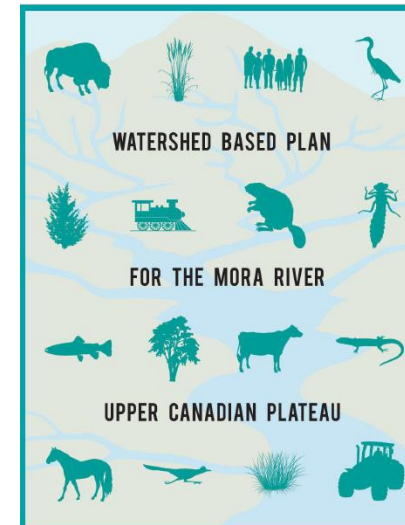 WATERSHED BASED PLAN
FOR THE MORA RIVER
UPPER CANADIAN PLATEAU